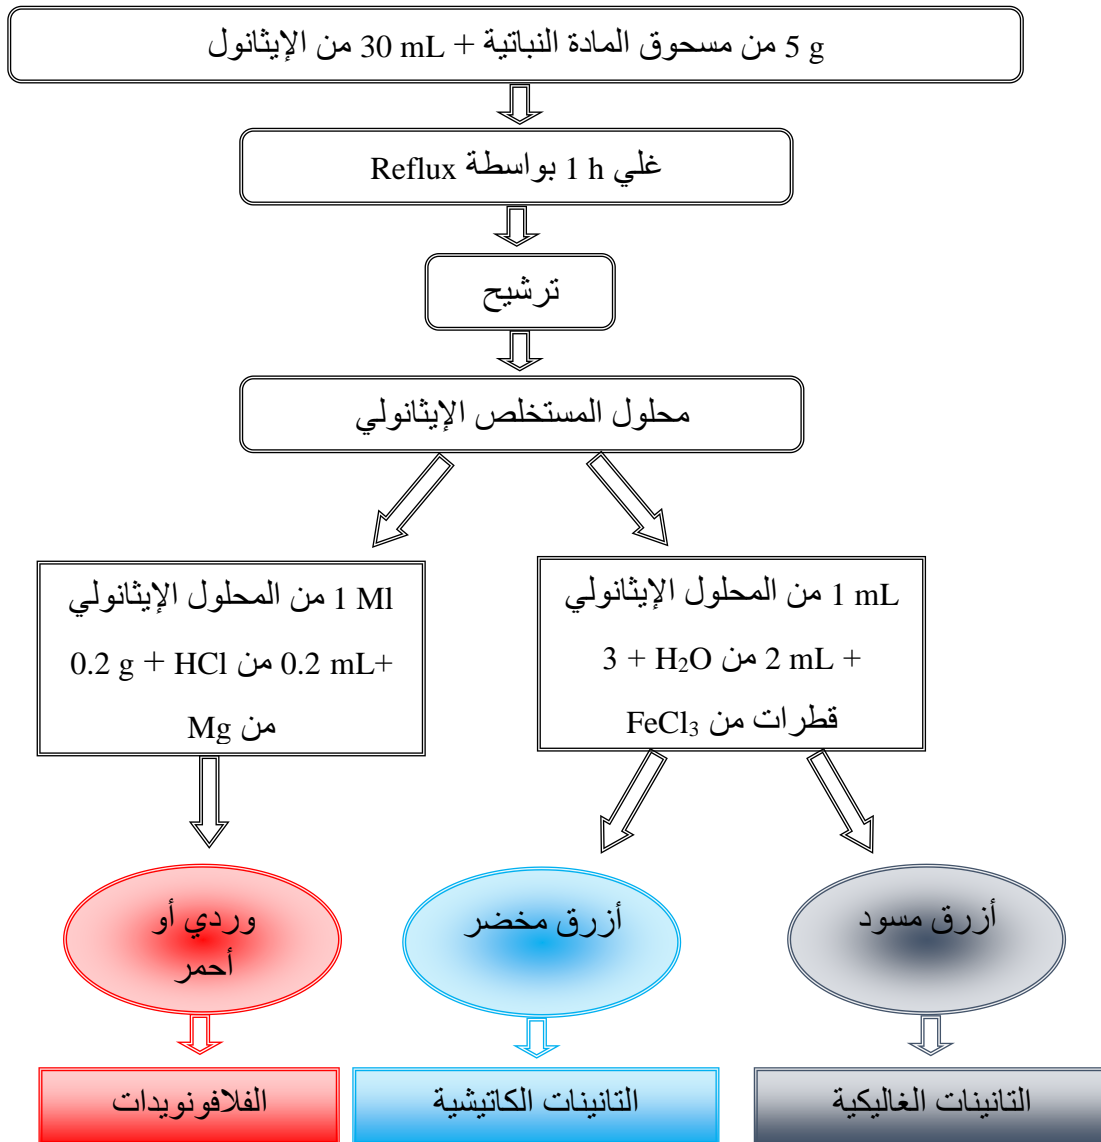 5 g من مسحوق المادة النباتية + 30 mL من الإيثانول
غلي 1 h بواسطة Reflux
ترشيح
محلول المستخلص الإيثانولي
1 mL من المحلول الإيثانولي
+ 2 mL من H₂O + 3
قطرات من FeCl₃
1 Ml من المحلول الإيثانولي
+0.2 mL من HCl + 0.2 g
من Mg
أزرق مسود
أزرق مخضر
وردي أو
أحمر
التانينات الغاليكية
التانينات الكاتيشية
الفلافونويدات